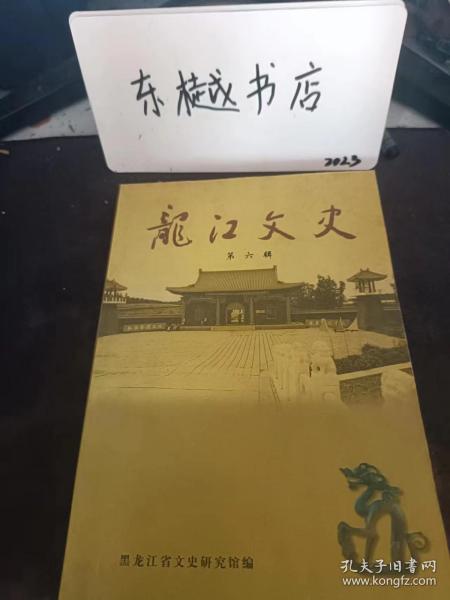 东樾书店
2023
龍江文史
第六辑
黑龙江省文史研究馆编
孔夫子旧书网
www.kongfz.com